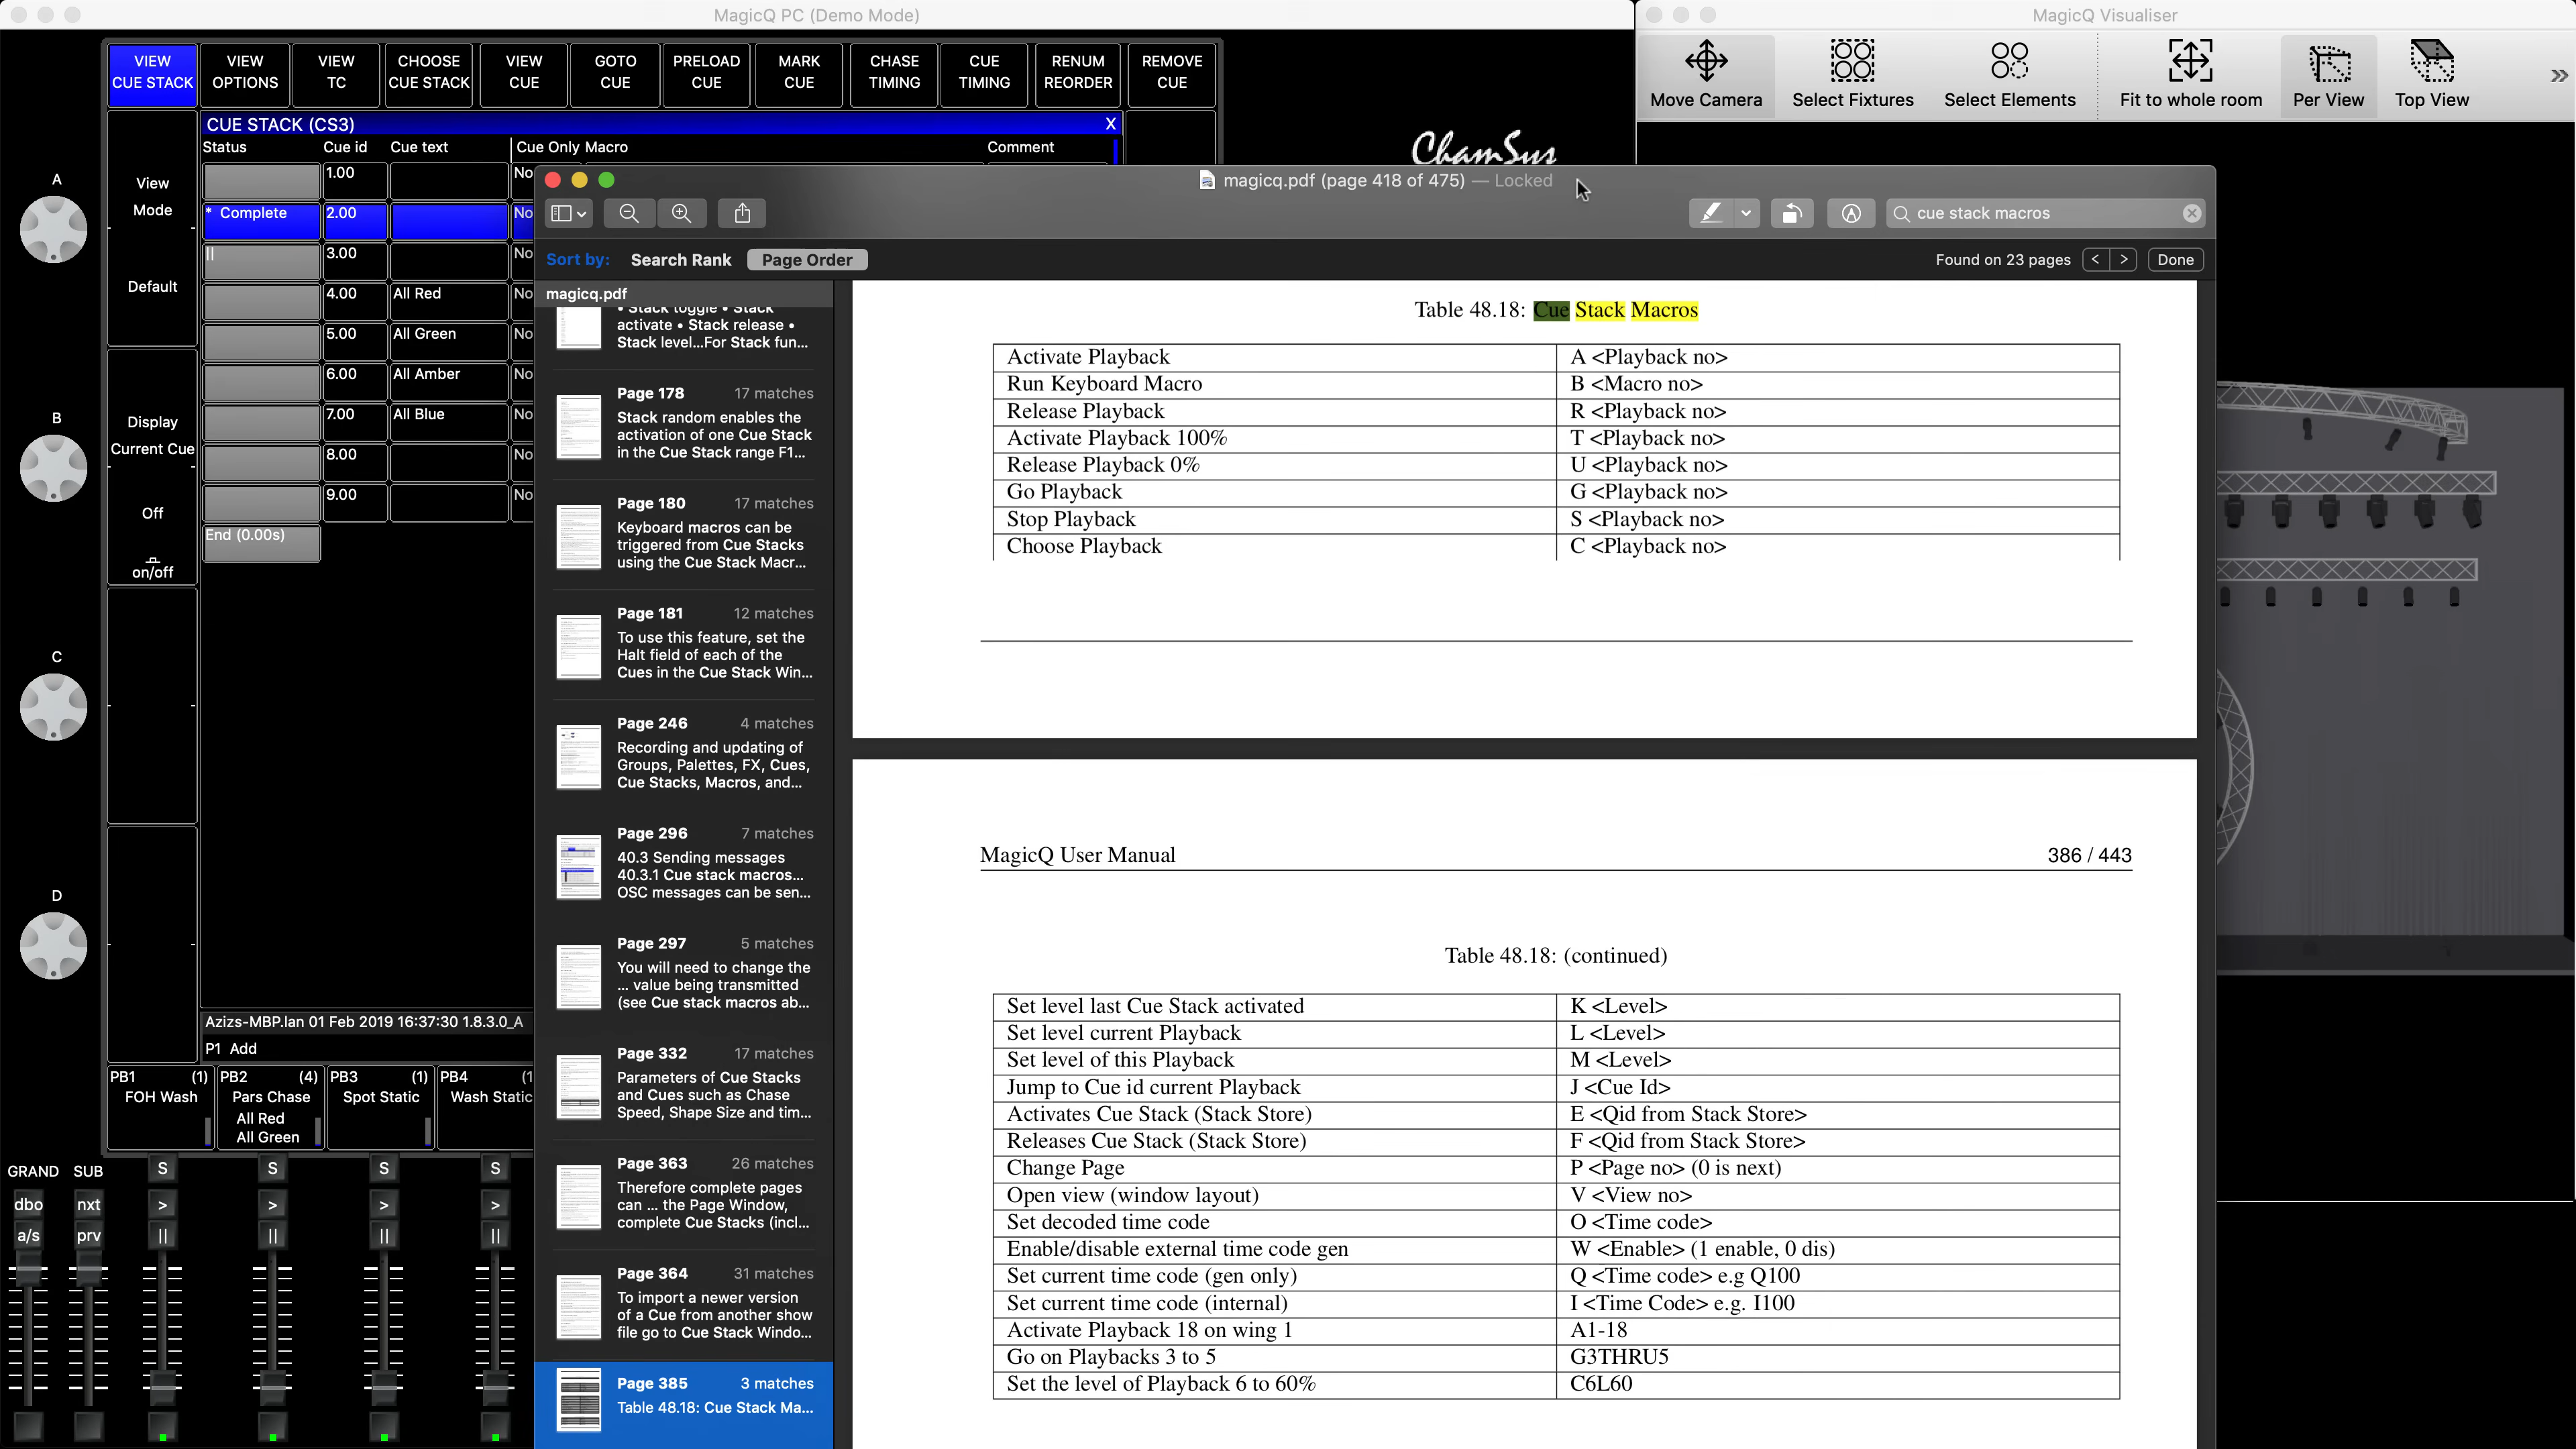 MagicQ PC (Demo Mode)
MagicQ Visualiser
VIEW CUE STACK
VIEW OPTIONS
VIEW TC
CHOOSE CUE STACK
VIEW CUE
GOTO CUE
PRELOAD CUE
MARK CUE
CHASE TIMING
CUE TIMING
RENUM REORDER
REMOVE CUE
Move Camera
Select Fixtures
Select Elements
Fit to whole room
Per View
Top View
»
CUE STACK (CS3) X
Status Cue id Cue text Cue Only Macro Comment
ChamSys
1.00 No
* Complete 2.00 No
|| 3.00 No
4.00 All Red No
5.00 All Green No
6.00 All Amber No
7.00 All Blue No
8.00 No
9.00 No
End (0.00s)
A
B
C
D
View
Mode
Default
Display
Current Cue
Off
on/off
Azizs-MBP.lan 01 Feb 2019 16:37:30 1.8.3.0_A
P1 Add
PB1 (1)
FOH Wash
PB2 (4)
Pars Chase
All Red
All Green
PB3 (1)
Spot Static
PB4 (1
Wash Static
GRAND SUB S S S S
dbo nxt > > > >
a/s prv || || || ||
magicq.pdf (page 418 of 475) — Locked
cue stack macros
Sort by: Search Rank Page Order
Found on 23 pages < > Done
magicq.pdf
• Stack toggle • Stack
activate • Stack release •
Stack level...For Stack fun...
Page 178 17 matches
Stack random enables the
activation of one Cue Stack
in the Cue Stack range F1...
Page 180 17 matches
Keyboard macros can be
triggered from Cue Stacks
using the Cue Stack Macr...
Page 181 12 matches
To use this feature, set the
Halt field of each of the
Cues in the Cue Stack Win...
Page 246 4 matches
Recording and updating of
Groups, Palettes, FX, Cues,
Cue Stacks, Macros, and...
Page 296 7 matches
40.3 Sending messages
40.3.1 Cue stack macros...
OSC messages can be sen...
Page 297 5 matches
You will need to change the
... value being transmitted
(see Cue stack macros ab...
Page 332 17 matches
Parameters of Cue Stacks
and Cues such as Chase
Speed, Shape Size and tim...
Page 363 26 matches
Therefore complete pages
can ... the Page Window,
complete Cue Stacks (incl...
Page 364 31 matches
To import a newer version
of a Cue from another show
file go to Cue Stack Windo...
Page 385 3 matches
Table 48.18: Cue Stack Ma...
Table 48.18: Cue Stack Macros
Activate Playback A <Playback no>
Run Keyboard Macro B <Macro no>
Release Playback R <Playback no>
Activate Playback 100% T <Playback no>
Release Playback 0% U <Playback no>
Go Playback G <Playback no>
Stop Playback S <Playback no>
Choose Playback C <Playback no>
MagicQ User Manual 386 / 443
Table 48.18: (continued)
Set level last Cue Stack activated K <Level>
Set level current Playback L <Level>
Set level of this Playback M <Level>
Jump to Cue id current Playback J <Cue Id>
Activates Cue Stack (Stack Store) E <Qid from Stack Store>
Releases Cue Stack (Stack Store) F <Qid from Stack Store>
Change Page P <Page no> (0 is next)
Open view (window layout) V <View no>
Set decoded time code O <Time code>
Enable/disable external time code gen W <Enable> (1 enable, 0 dis)
Set current time code (gen only) Q <Time code> e.g Q100
Set current time code (internal) I <Time Code> e.g. I100
Activate Playback 18 on wing 1 A1-18
Go on Playbacks 3 to 5 G3THRU5
Set the level of Playback 6 to 60% C6L60